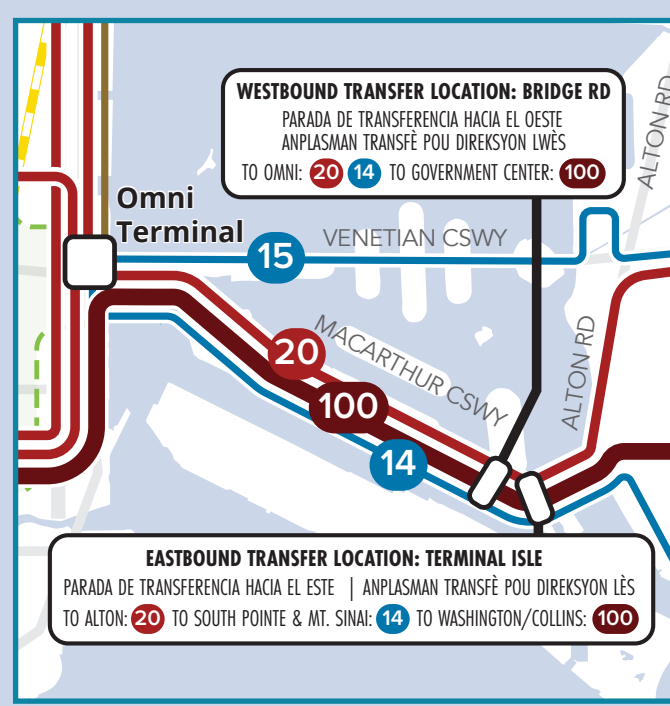 WESTBOUND TRANSFER LOCATION: BRIDGE RD
PARADA DE TRANSFERENCIA HACIA EL OESTE
ANPLASMAN TRANSFÈ POU DIREKSYON LWÈS
TO OMNI: 20 14 TO GOVERNMENT CENTER: 100
ALTON RD
Omni
Terminal
15
VENETIAN CSWY
MACARTHUR CSWY
20
100
14
ALTON RD
EASTBOUND TRANSFER LOCATION: TERMINAL ISLE
PARADA DE TRANSFERENCIA HACIA EL ESTE | ANPLASMAN TRANSFÈ POU DIREKSYON LÈS
TO ALTON: 20 TO SOUTH POINTE & MT. SINAI: 14 TO WASHINGTON/COLLINS: 100